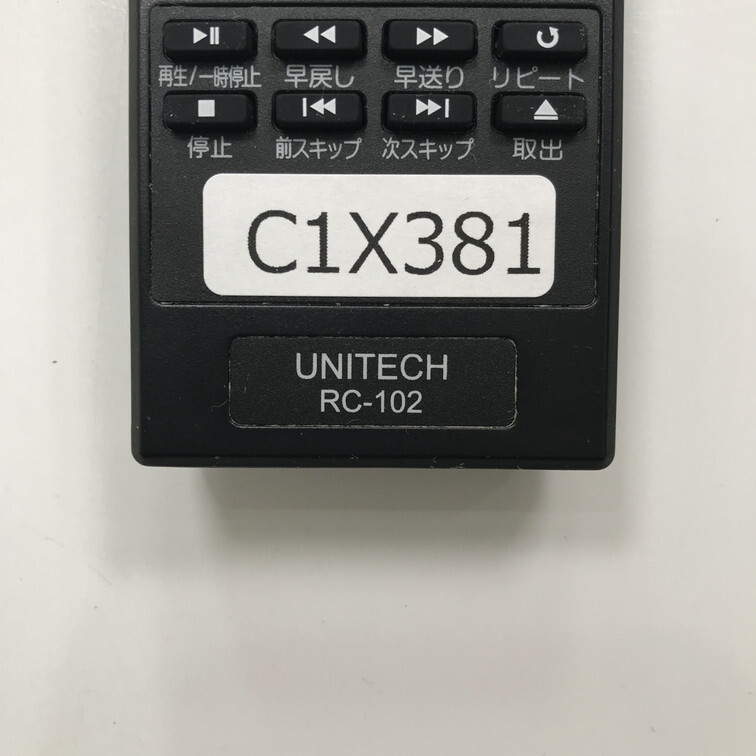 再生/一時停止 早戻し 早送り リピート
停止 前スキップ 次スキップ 取出
C1X381
UNITECH
RC-102